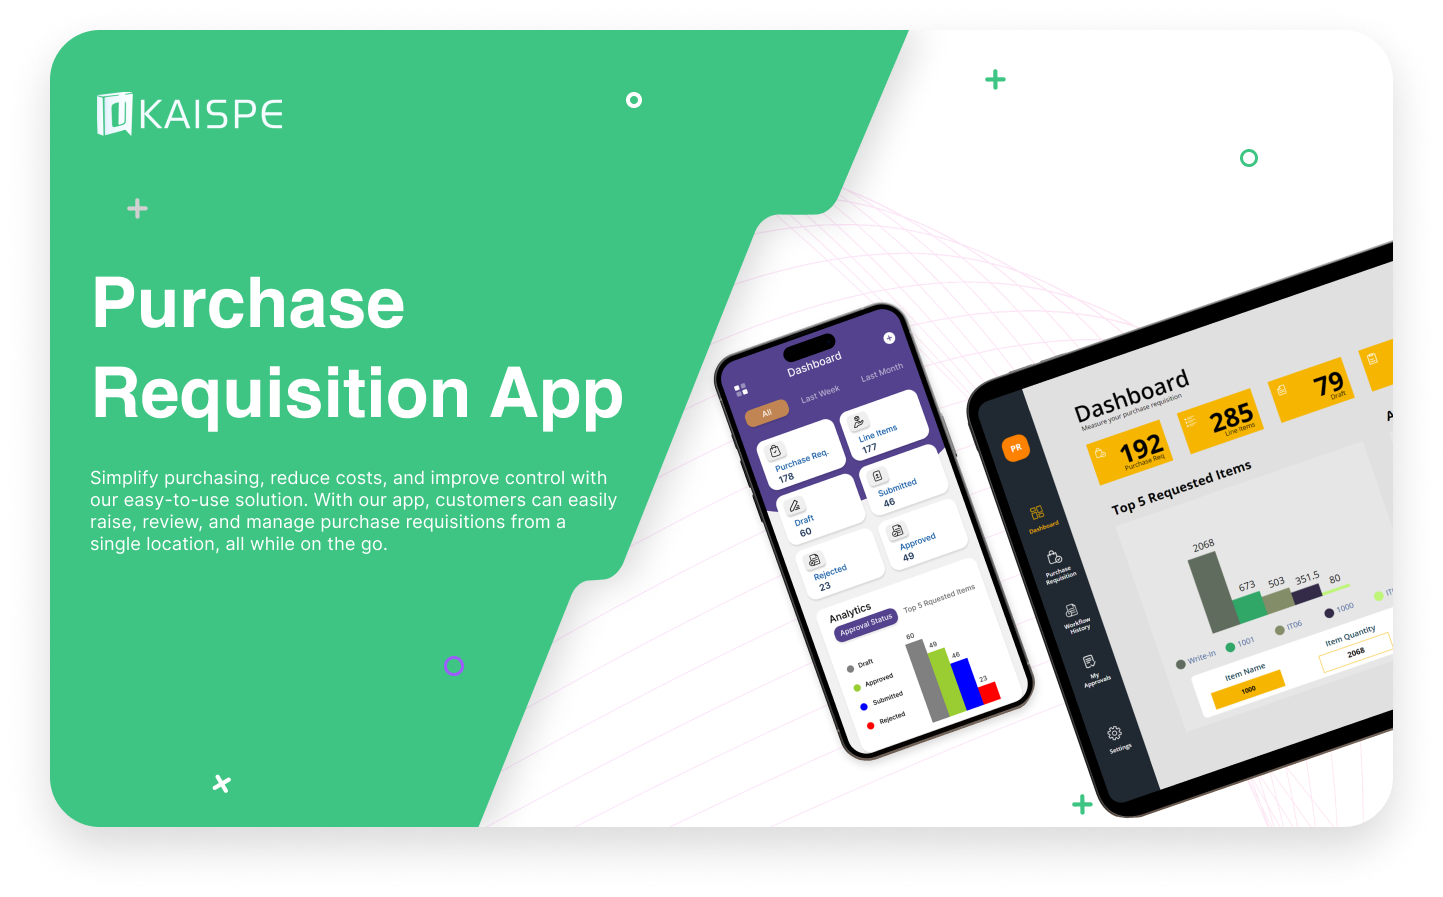 KAISPE
Purchase
Requisition App
Simplify purchasing, reduce costs, and improve control with
our easy-to-use solution. With our app, customers can easily
raise, review, and manage purchase requisitions from a
single location, all while on the go.
Dashboard
All
Last Week
Last Month
Purchase Req.
178
Line Items
177
Draft
60
Submitted
46
Rejected
23
Approved
49
Analytics
Approval Status
Top 5 Rquested Items
60
49
46
23
Draft
Approved
Submitted
Rejected
PR
Dashboard
Purchase
Requisition
Workflow
History
My
Approvals
Settings
Dashboard
Measure your purchase requisition
192
Purchase Req
285
Line Items
79
Draft
Top 5 Requested Items
2068
673
503
351.5
80
Write-In
1001
IT06
1000
Item Name
1000
Item Quantity
2068